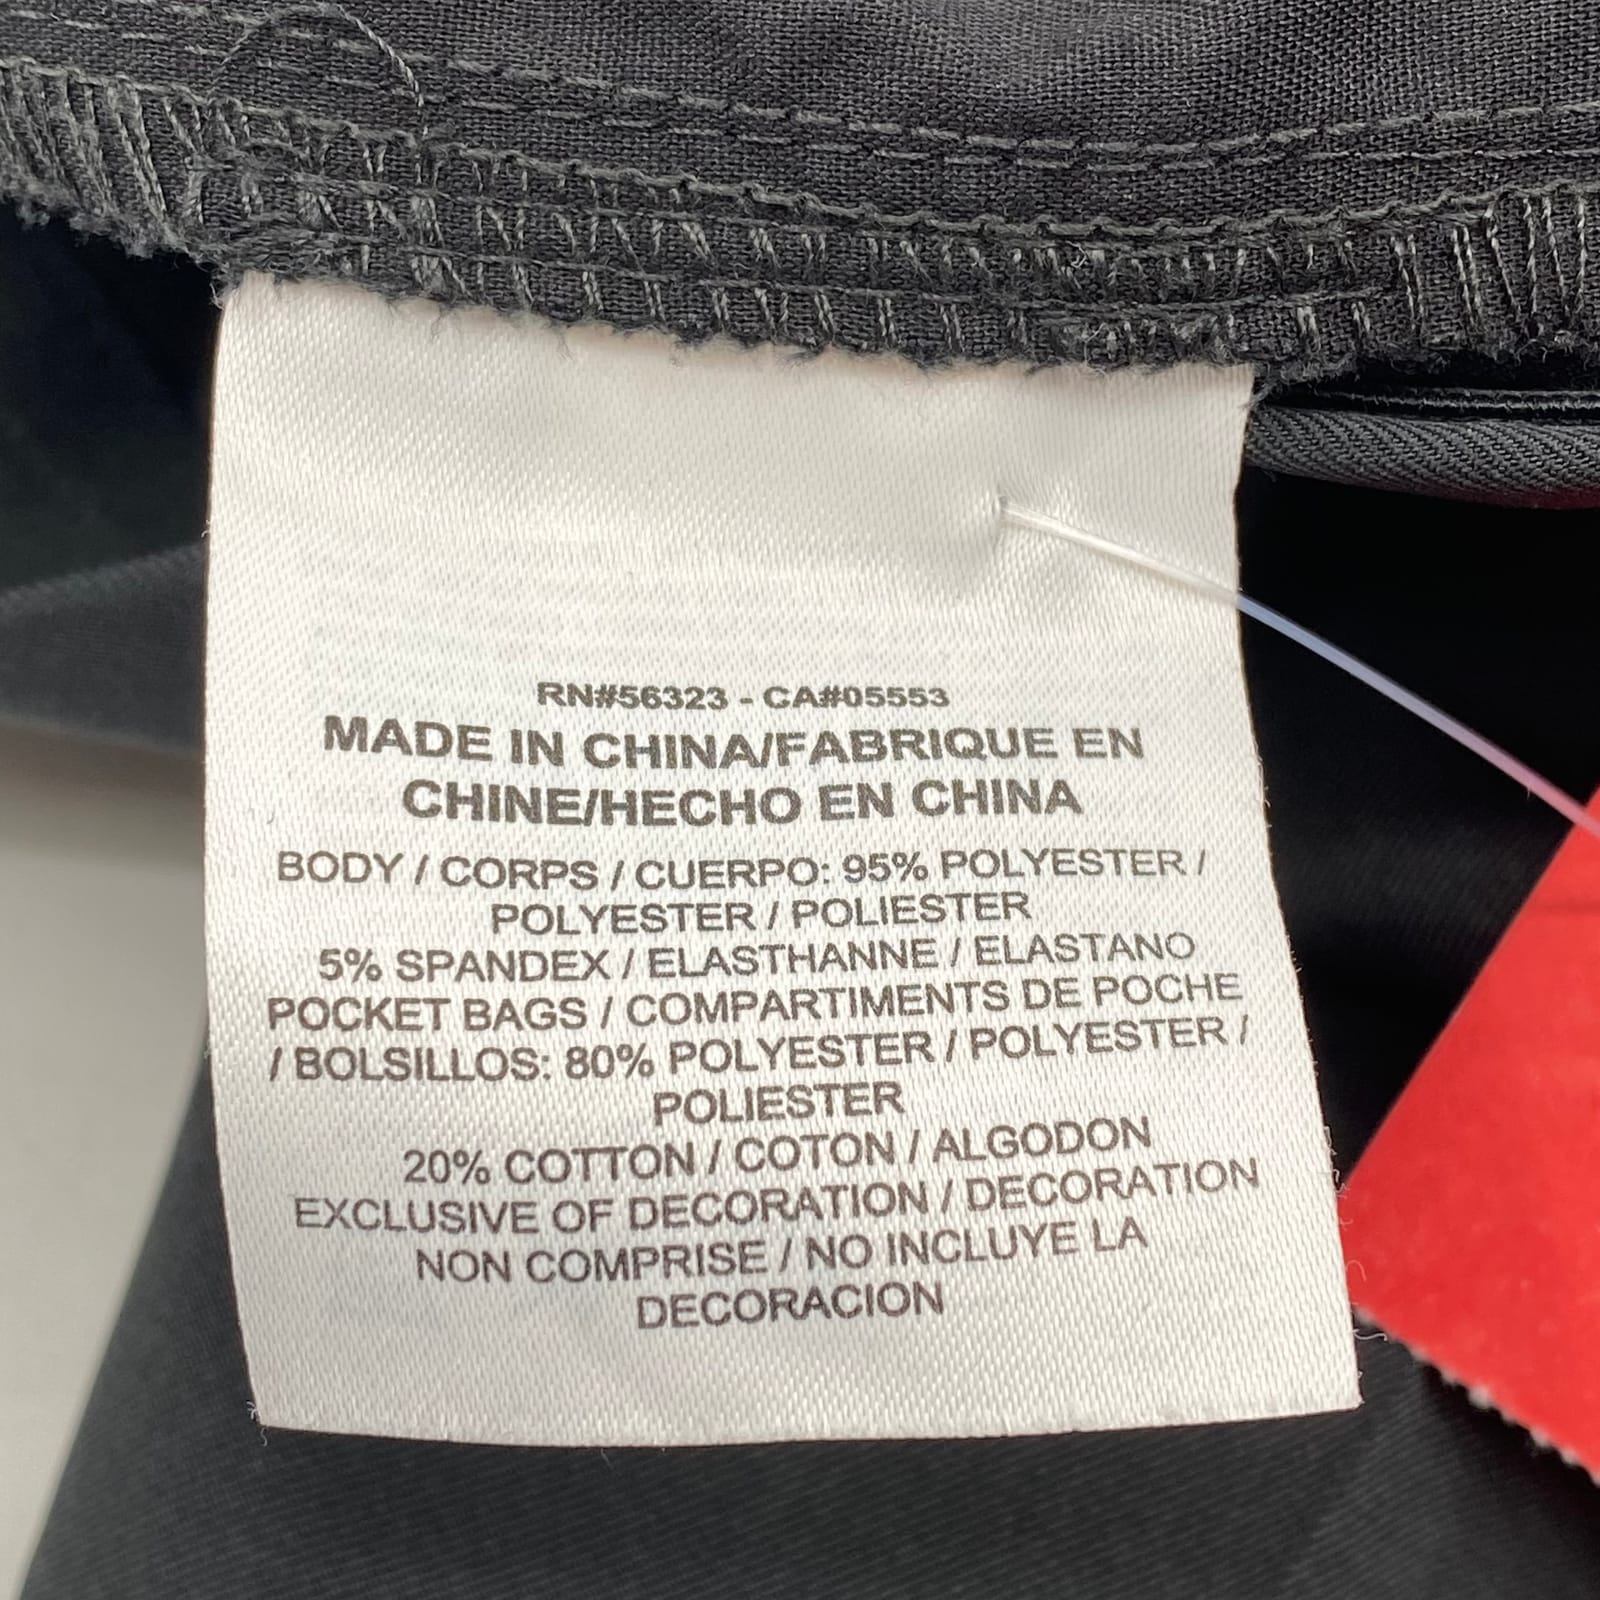 RN#56323 - CA#05553
MADE IN CHINA/FABRIQUE EN
CHINE/HECHO EN CHINA
BODY / CORPS / CUERPO: 95% POLYESTER /
POLYESTER / POLIESTER
5% SPANDEX / ELASTHANNE / ELASTANO
POCKET BAGS / COMPARTIMENTS DE POCHE
/ BOLSILLOS: 80% POLYESTER / POLYESTER /
POLIESTER
20% COTTON / COTON / ALGODON
EXCLUSIVE OF DECORATION / DECORATION
NON COMPRISE / NO INCLUYE LA
DECORACION